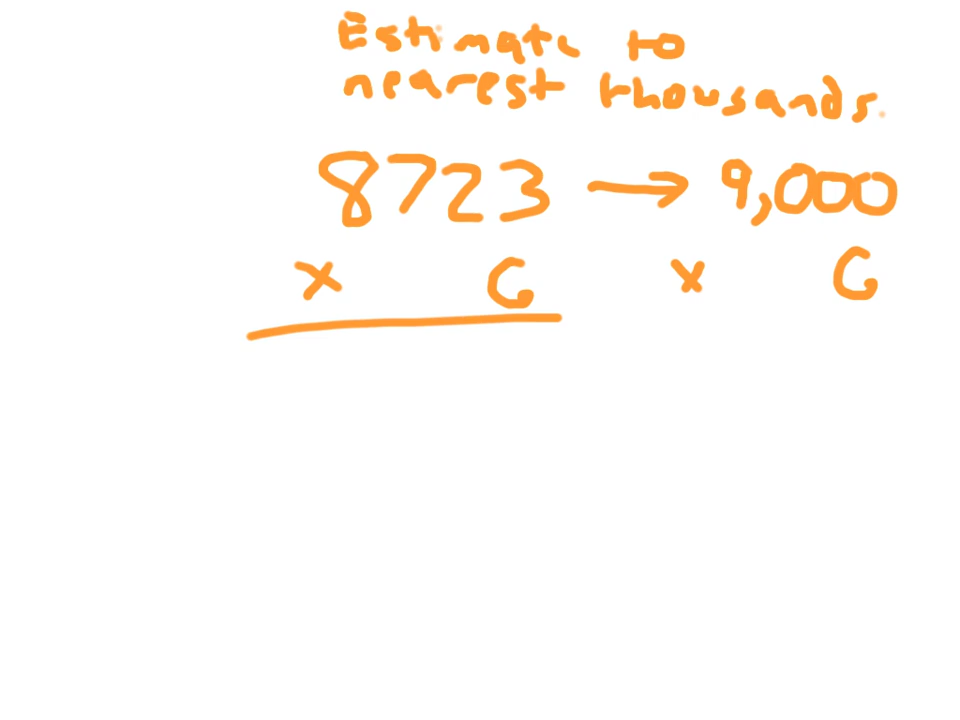 Estimate to
nearest thousands.
8723 → 9,000
x 6 x 6